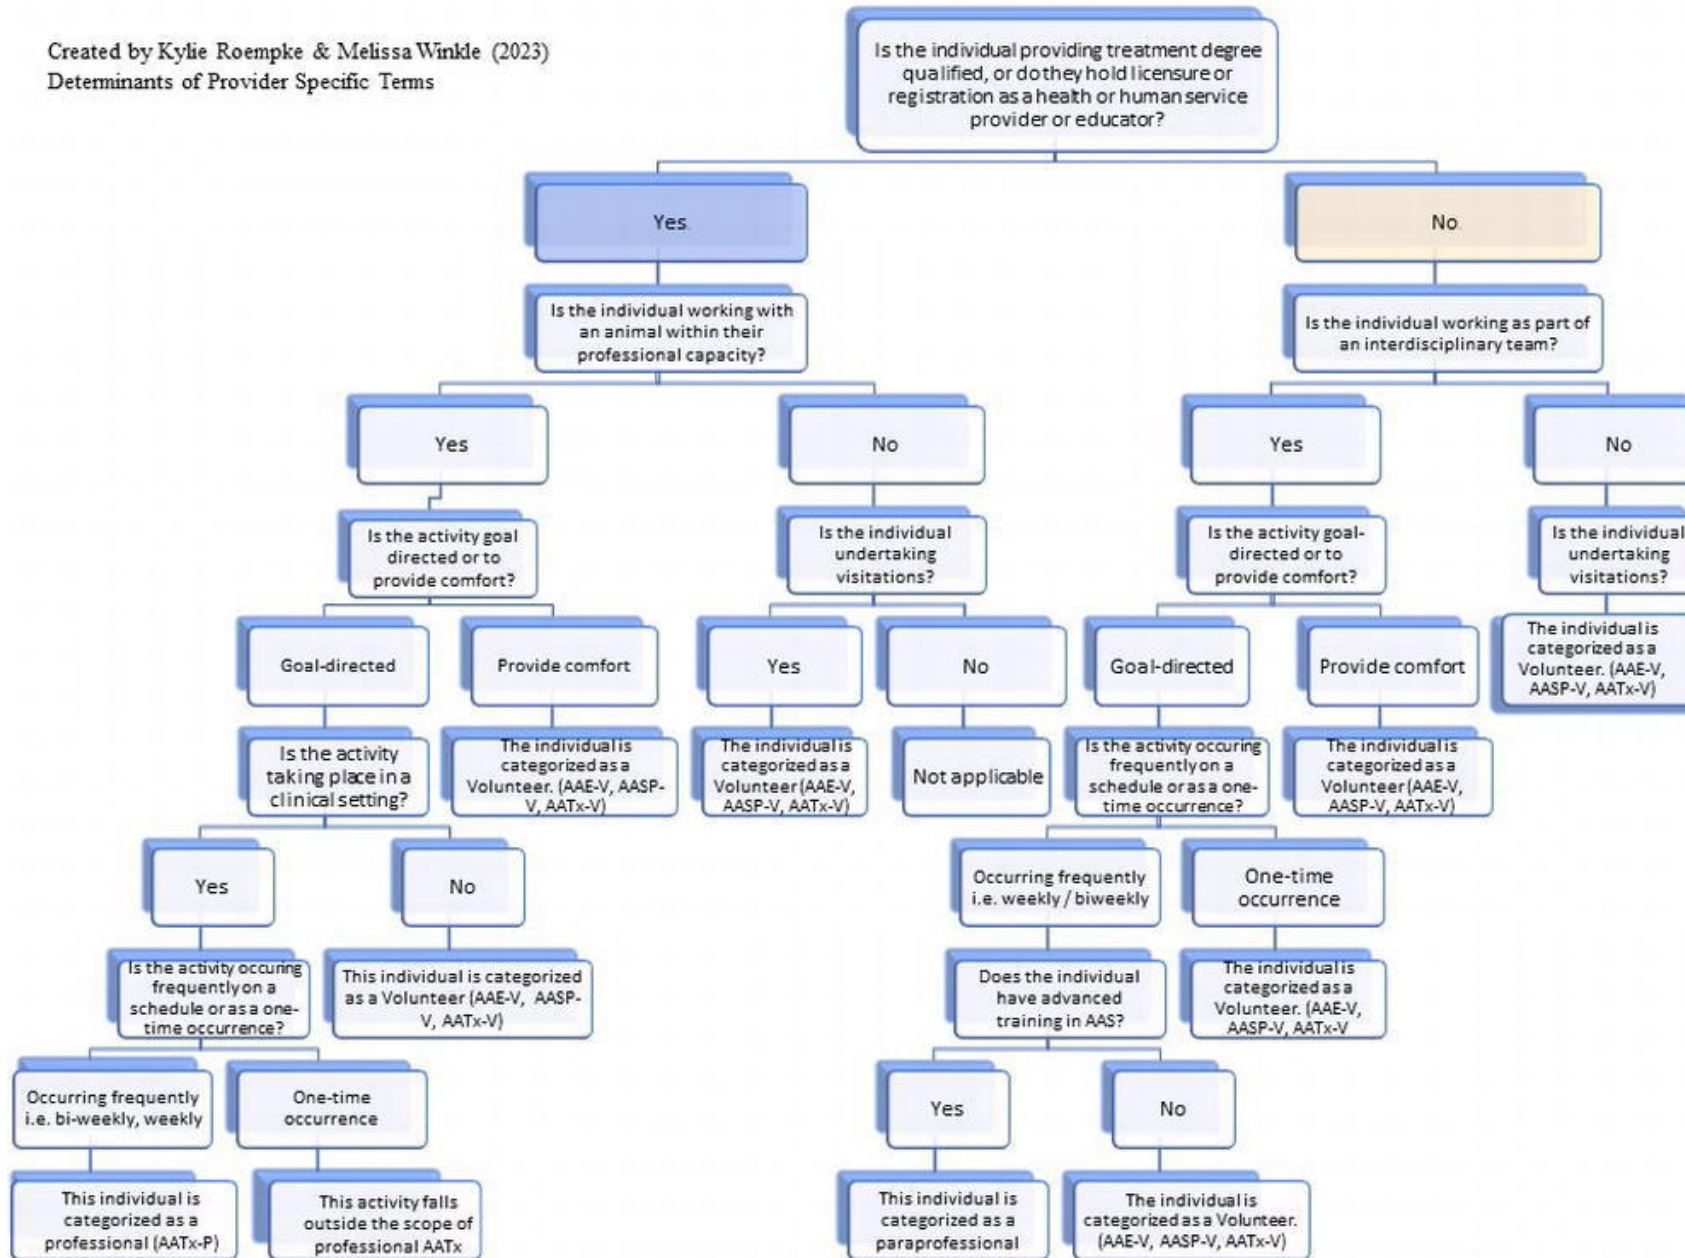 Created by Kylie Roempke & Melissa Winkle (2023)
Determinants of Provider Specific Terms
Is the individual providing treatment degree
qualified, or do they hold licensure or
registration as a health or human service
provider or educator?
Yes.
No.
Is the individual working with
an animal within their
professional capacity?
Is the individual working as part of
an interdisciplinary team?
Yes
No
Yes
No
Is the activity goal
directed or to
provide comfort?
Is the individual
undertaking
visitations?
Is the activity goal-
directed or to
provide comfort?
Is the individual
undertaking
visitations?
Goal-directed
Provide comfort
Yes
No
Goal-directed
Provide comfort
The individual is
categorized as a
Volunteer. (AAE-V,
AASP-V, AATx-V)
Is the activity
taking place in a
clinical setting?
The individual is
categorized as a
Volunteer. (AAE-V, AASP-
V, AATx-V)
The individual is
categorized as a
Volunteer (AAE-V,
AASP-V, AATx-V)
Not applicable
Is the activity occuring
frequently on a
schedule or as a one-
time occurrence?
The individual is
categorized as a
Volunteer (AAE-V,
AASP-V, AATx-V)
Yes
No
Occurring frequently
i.e. weekly / biweekly
One-time
occurrence
Is the activity occuring
frequently on a
schedule or as a one-
time occurrence?
This individual is categorized
as a Volunteer (AAE-V, AASP-
V, AATx-V)
Does the individual
have advanced
training in AAS?
The individual is
categorized as a
Volunteer. (AAE-V,
AASP-V, AATx-V
Occurring frequently
i.e. bi-weekly, weekly
One-time
occurrence
Yes
No
This individual is
categorized as a
professional (AATx-P)
This activity falls
outside the scope of
professional AATx
This individual is
categorized as a
paraprofessional
The individual is
categorized as a Volunteer.
(AAE-V, AASP-V, AATx-V)